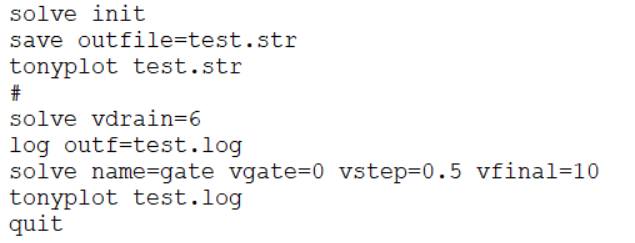 solve init
save outfile=test.str
tonyplot test.str
#
solve vdrain=6
log outf=test.log
solve name=gate vgate=0 vstep=0.5 vfinal=10
tonyplot test.log
quit